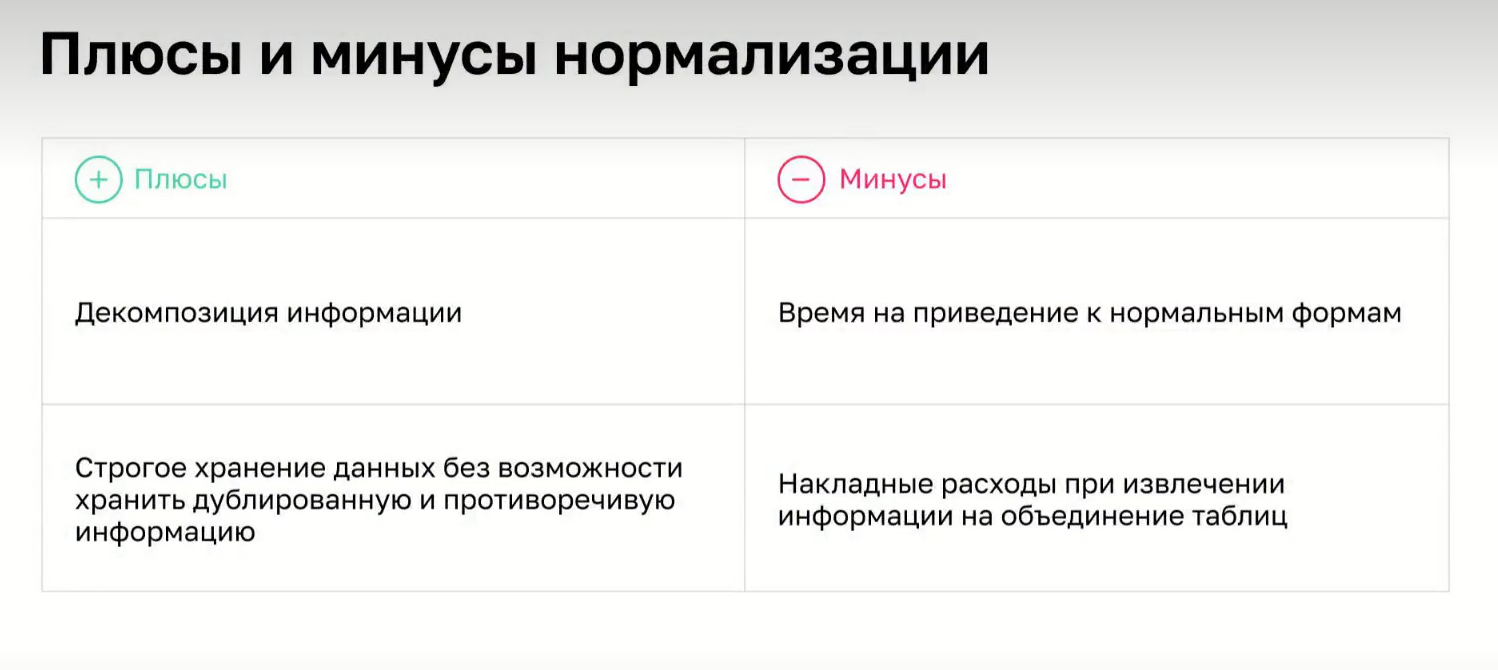 Плюсы и минусы нормализации
Плюсы
Минусы
Декомпозиция информации
Время на приведение к нормальным формам
Строгое хранение данных без возможности
хранить дублированную и противоречивую
информацию
Накладные расходы при извлечении
информации на объединение таблиц